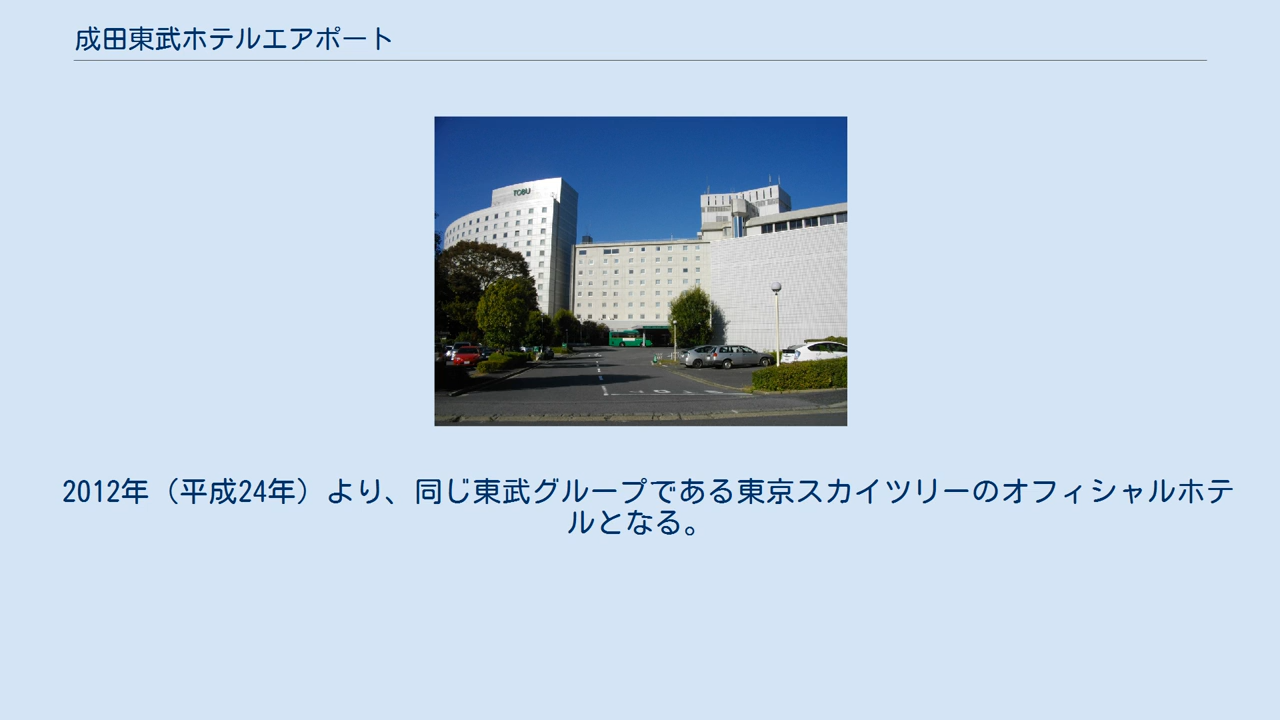 成田東武ホテルエアポート
TOBU
2012年（平成24年）より、同じ東武グループである東京スカイツリーのオフィシャルホテ
ルとなる。